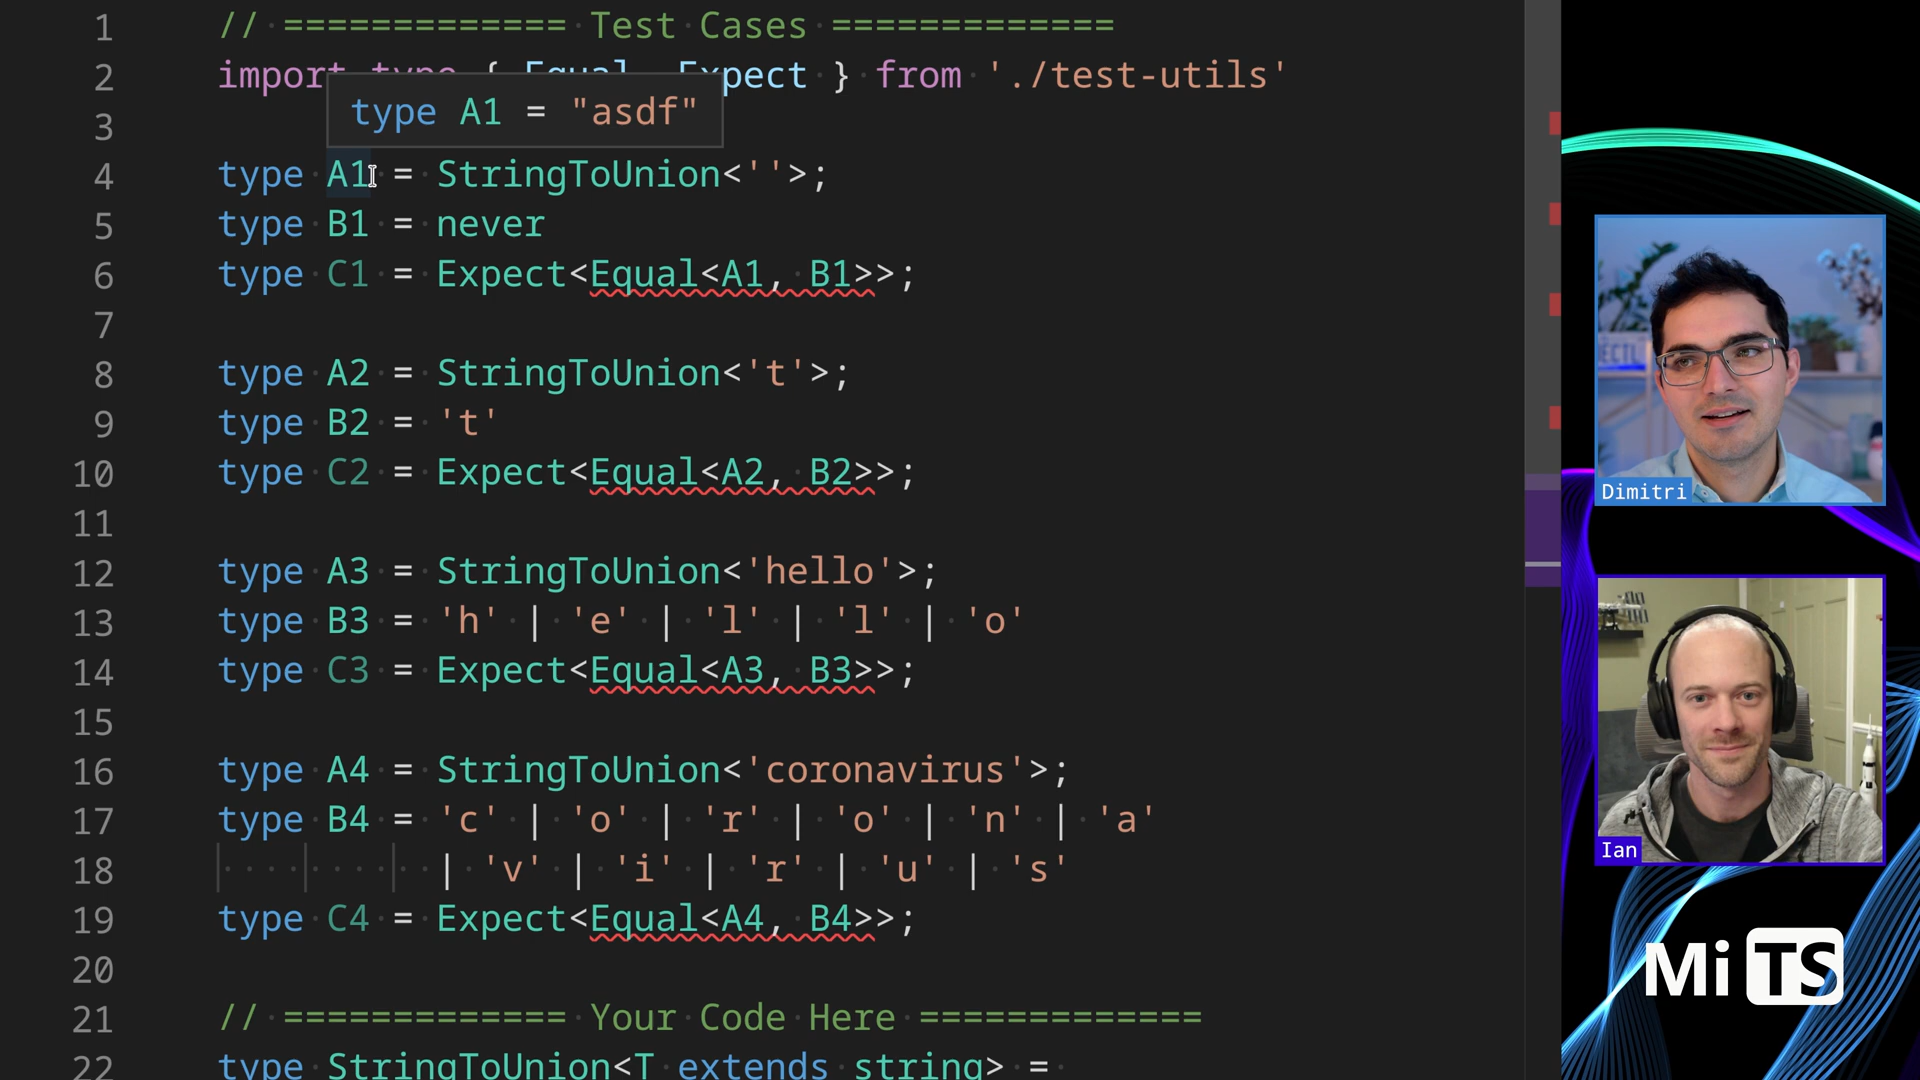 1 // ============= Test Cases =============
2 import type { Equal, Expect } from './test-utils'
type A1 = "asdf"
3
4 type A1 = StringToUnion<''>;
5 type B1 = never
6 type C1 = Expect<Equal<A1, B1>>;
7
8 type A2 = StringToUnion<'t'>;
9 type B2 = 't'
10 type C2 = Expect<Equal<A2, B2>>;
11
12 type A3 = StringToUnion<'hello'>;
13 type B3 = 'h' | 'e' | 'l' | 'l' | 'o'
14 type C3 = Expect<Equal<A3, B3>>;
15
16 type A4 = StringToUnion<'coronavirus'>;
17 type B4 = 'c' | 'o' | 'r' | 'o' | 'n' | 'a'
18 | 'v' | 'i' | 'r' | 'u' | 's'
19 type C4 = Expect<Equal<A4, B4>>;
20
21 // ============= Your Code Here =============
22 type StringToUnion<T extends string> =
Dimitri
Ian
MiTS